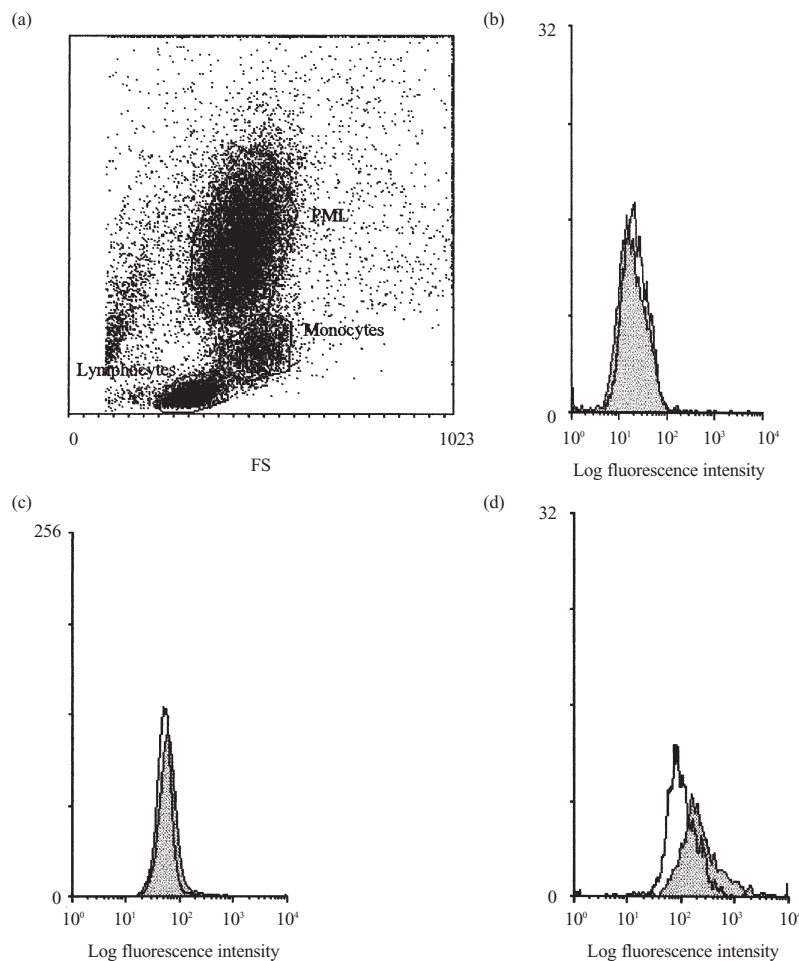 (a)
PML
Monocytes
Lymphocytes
0 1023
FS
(b)
32
0
10⁰ 10¹ 10² 10³ 10⁴
Log fluorescence intensity
(c)
256
0
10⁰ 10¹ 10² 10³ 10⁴
Log fluorescence intensity
(d)
32
0
10⁰ 10¹ 10² 10³ 10⁴
Log fluorescence intensity